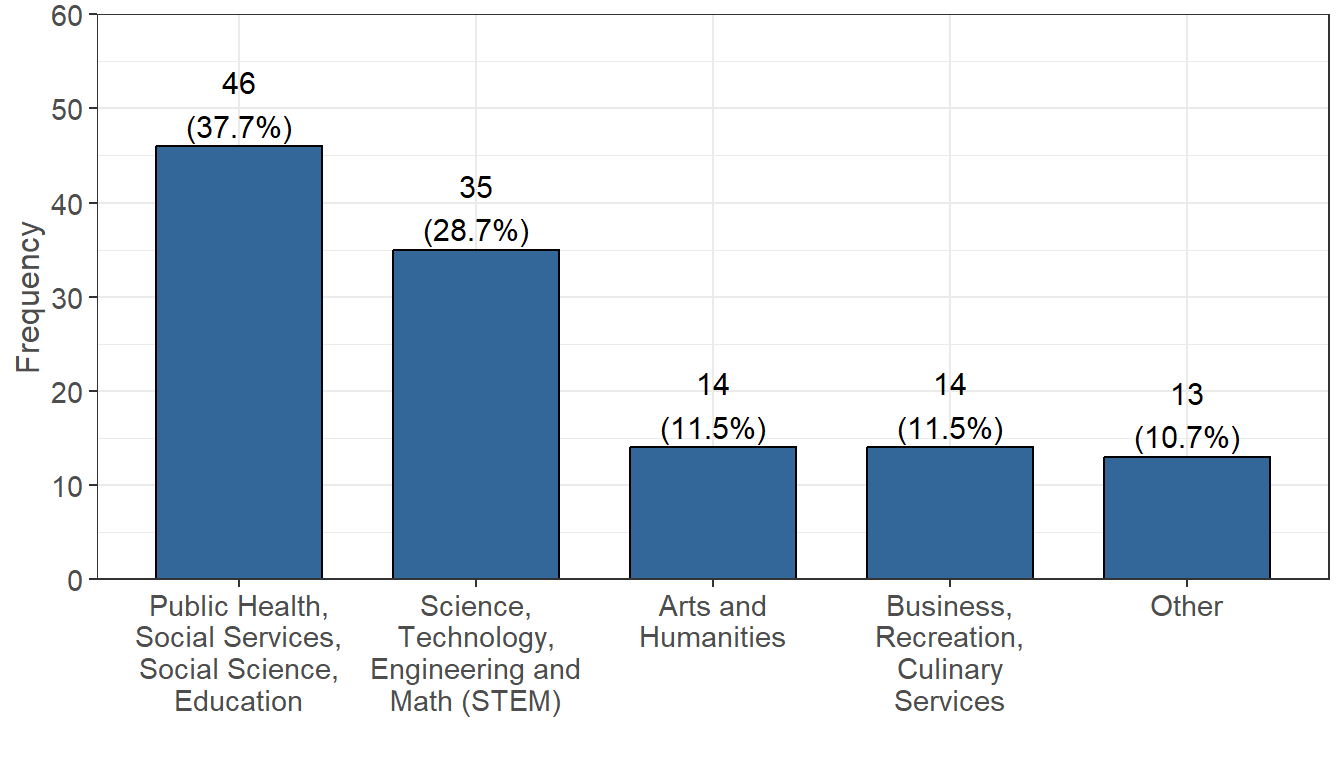 60
50
40
30
20
10
0
Frequency
46
(37.7%)
35
(28.7%)
14
(11.5%)
14
(11.5%)
13
(10.7%)
Public Health,
Social Services,
Social Science,
Education
Science,
Technology,
Engineering and
Math (STEM)
Arts and
Humanities
Business,
Recreation,
Culinary
Services
Other